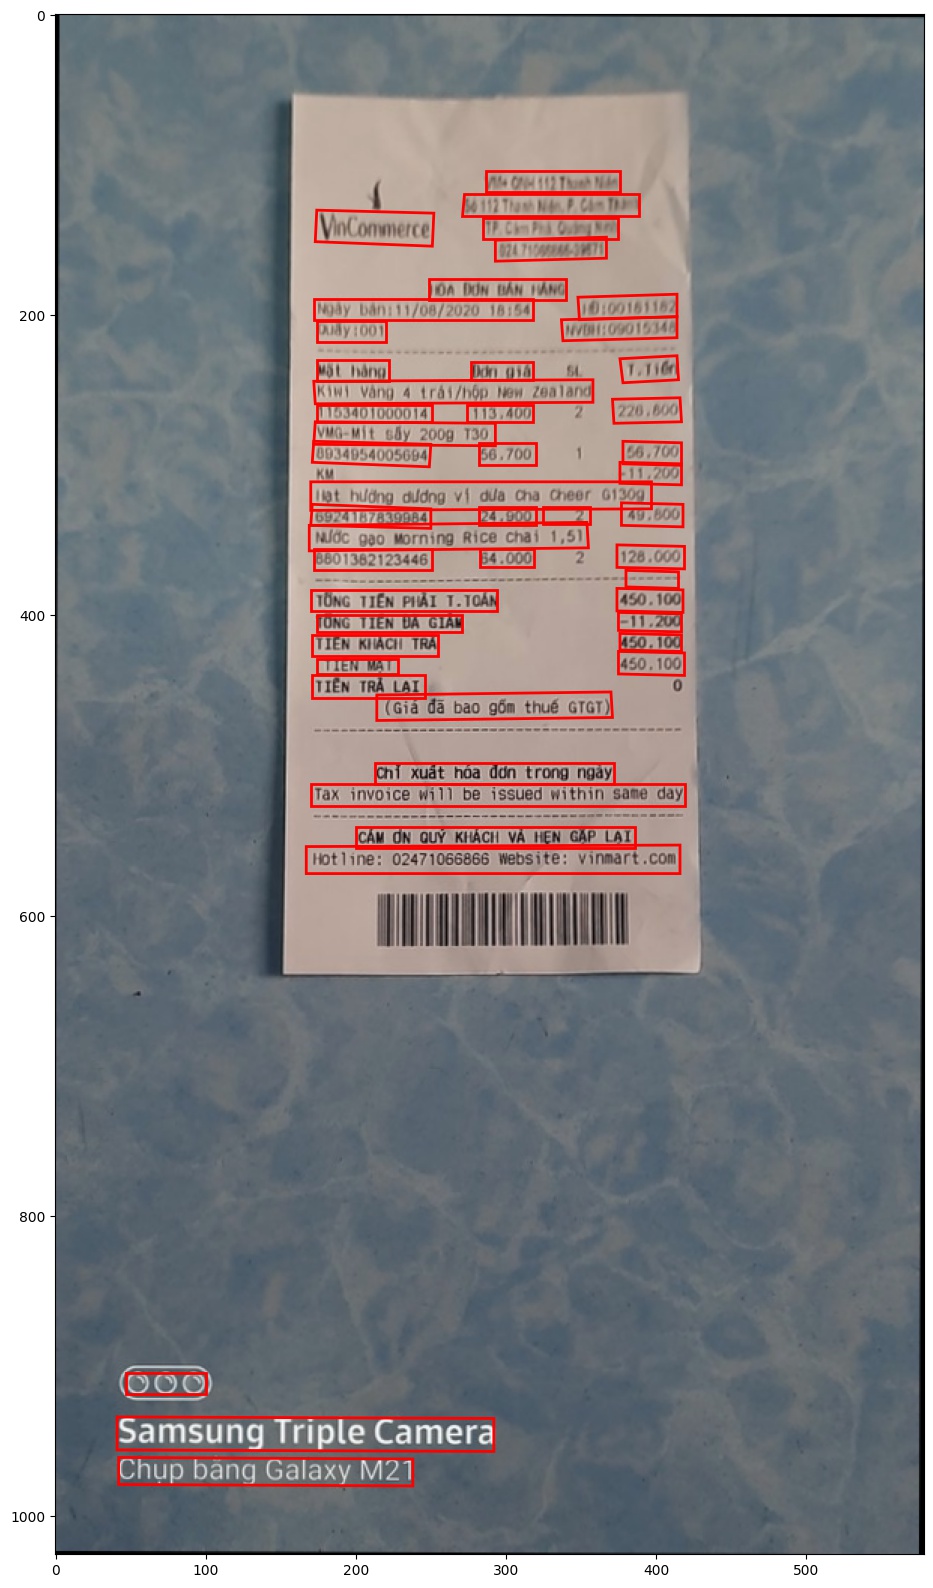 0
VM+ QNH 112 Thanh Niên
Số 112 Thanh Niên, P. Cẩm Thành
VinCommerce
TP. Cẩm Phả, Quảng Ninh
024.71066866-39871
HÓA ĐƠN BÁN HÀNG
200
Ngày bán:11/08/2020 18:54 HĐ:00161182
Quầy:001 NVBH:09015348
Mặt hàng Đơn giá SL T.Tiền
Kiwi Vàng 4 trái/hộp New Zealand
1153401000014 113.400 2 226.800
VMG-Mít sấy 200g T30
8934954005694 56.700 1 56.700
KM -11.200
Hạt hướng dương vị dừa Cha Cheer G130g
6924187839984 24.900 2 49.800
Nước gạo Morning Rice chai 1,5l
8801382123446 64.000 2 128.000
400
TỔNG TIỀN PHẢI T.TOÁN 450.100
TỔNG TIỀN ĐÃ GIẢM -11.200
TIỀN KHÁCH TRẢ 450.100
TIỀN MẶT 450.100
TIỀN TRẢ LẠI 0
(Giá đã bao gồm thuế GTGT)
Chỉ xuất hóa đơn trong ngày
Tax invoice will be issued within same day
CẢM ƠN QUÝ KHÁCH VÀ HẸN GẶP LẠI
Hotline: 02471066866 Website: vinmart.com
600
800
Samsung Triple Camera
Chụp bằng Galaxy M21
1000
0 100 200 300 400 500